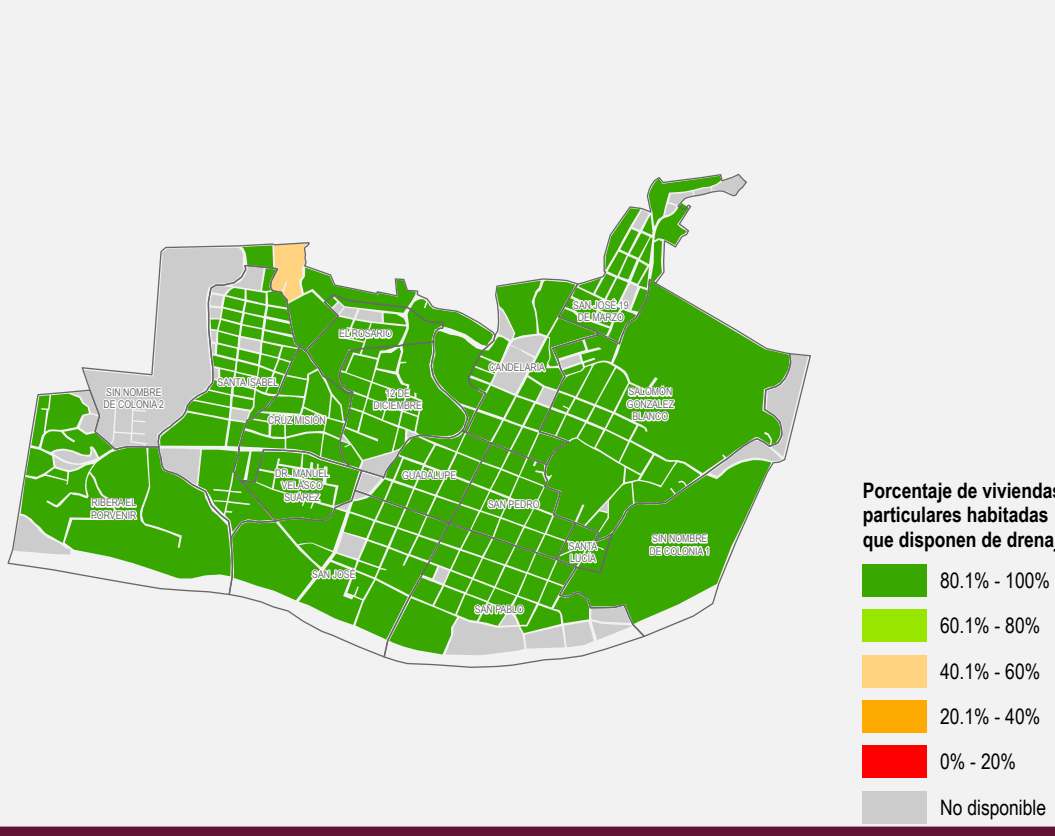 SAN JOSÉ 19
DE MARZO
EL ROSARIO
CANDELARIA
SANTA ISABEL
SIN NOMBRE
DE COLONIA 2
12 DE
DICIEMBRE
SALOMÓN
GONZÁLEZ
BLANCO
CRUZ MISIÓN
DR. MANUEL
VELASCO
SUÁREZ
GUADALUPE
RIBERA EL
PORVENIR
SAN PEDRO
SANTA
LUCÍA
SIN NOMBRE
DE COLONIA 1
SAN JOSÉ
SAN PABLO
Porcentaje de viviendas
particulares habitadas
que disponen de drenaj
80.1% - 100%
60.1% - 80%
40.1% - 60%
20.1% - 40%
0% - 20%
No disponible